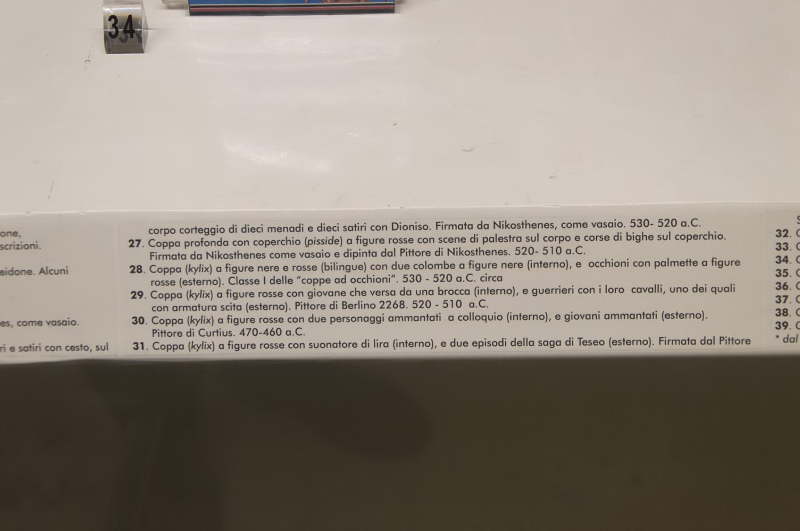 34
one,
scrizioni.
eidone. Alcuni
es, come vasaio.
ri e satiri con cesto, sul
corpo corteggio di dieci menadi e dieci satiri con Dioniso. Firmata da Nikosthenes, come vasaio. 530- 520 a.C.
27. Coppa profonda con coperchio (pisside) a figure rosse con scene di palestra sul corpo e corse di bighe sul coperchio.
Firmata da Nikosthenes come vasaio e dipinta dal Pittore di Nikosthenes. 520- 510 a.C.
28. Coppa (kylix) a figure nere e rosse (bilingue) con due colombe a figure nere (interno), e occhioni con palmette a figure
rosse (esterno). Classe I delle "coppe ad occhioni". 530 - 520 a.C. circa
29. Coppa (kylix) a figure rosse con giovane che versa da una brocca (interno), e guerrieri con i loro cavalli, uno dei quali
con armatura scita (esterno). Pittore di Berlino 2268. 520 - 510 a.C.
30. Coppa (kylix) a figure rosse con due personaggi ammantati a colloquio (interno), e giovani ammantati (esterno).
Pittore di Curtius. 470-460 a.C.
31. Coppa (kylix) a figure rosse con suonatore di lira (interno), e due episodi della saga di Teseo (esterno). Firmata dal Pittore
32. C
33. C
34. C
35. C
36. C
37. C
38. C
39. C
* dal